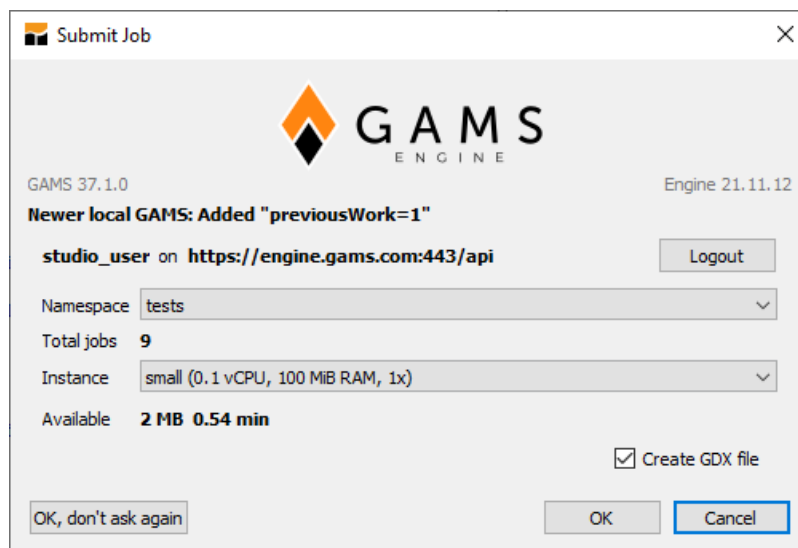 Submit Job
GAMS
ENGINE
GAMS 37.1.0
Engine 21.11.12
Newer local GAMS: Added "previousWork=1"
studio_user on https://engine.gams.com:443/api
Logout
Namespace tests
Total jobs 9
Instance small (0.1 vCPU, 100 MiB RAM, 1x)
Available 2 MB 0.54 min
Create GDX file
OK, don't ask again
OK
Cancel